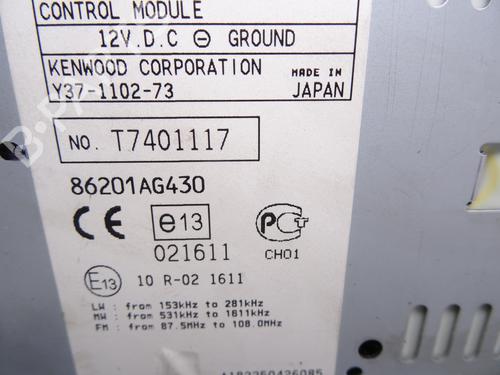 CONTROL MODULE
12V.D.C ⊖ GROUND
KENWOOD CORPORATION
MADE IN
Y37-1102-73
JAPAN
NO. T7401117
86201AG430
CE e13
PCT
021611
CH01
E13 10 R-02 1611
LW : from 153kHz to 281kHz
MW : from 531kHz to 1611kHz
FM : from 87.5MHz to 108.0MHz